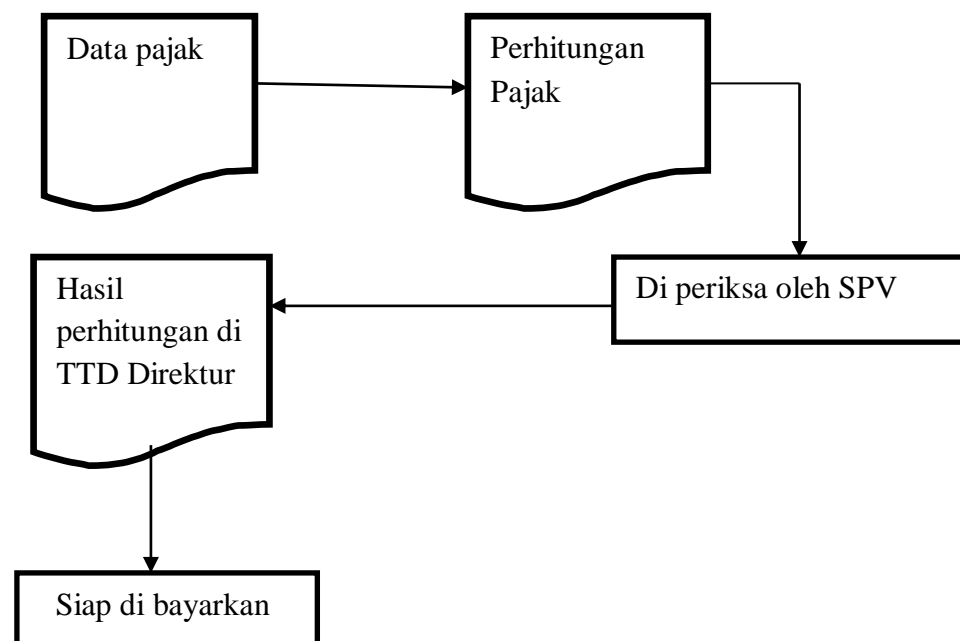 Data pajak
Perhitungan
Pajak
Di periksa oleh SPV
Hasil
perhitungan di
TTD Direktur
Siap di bayarkan